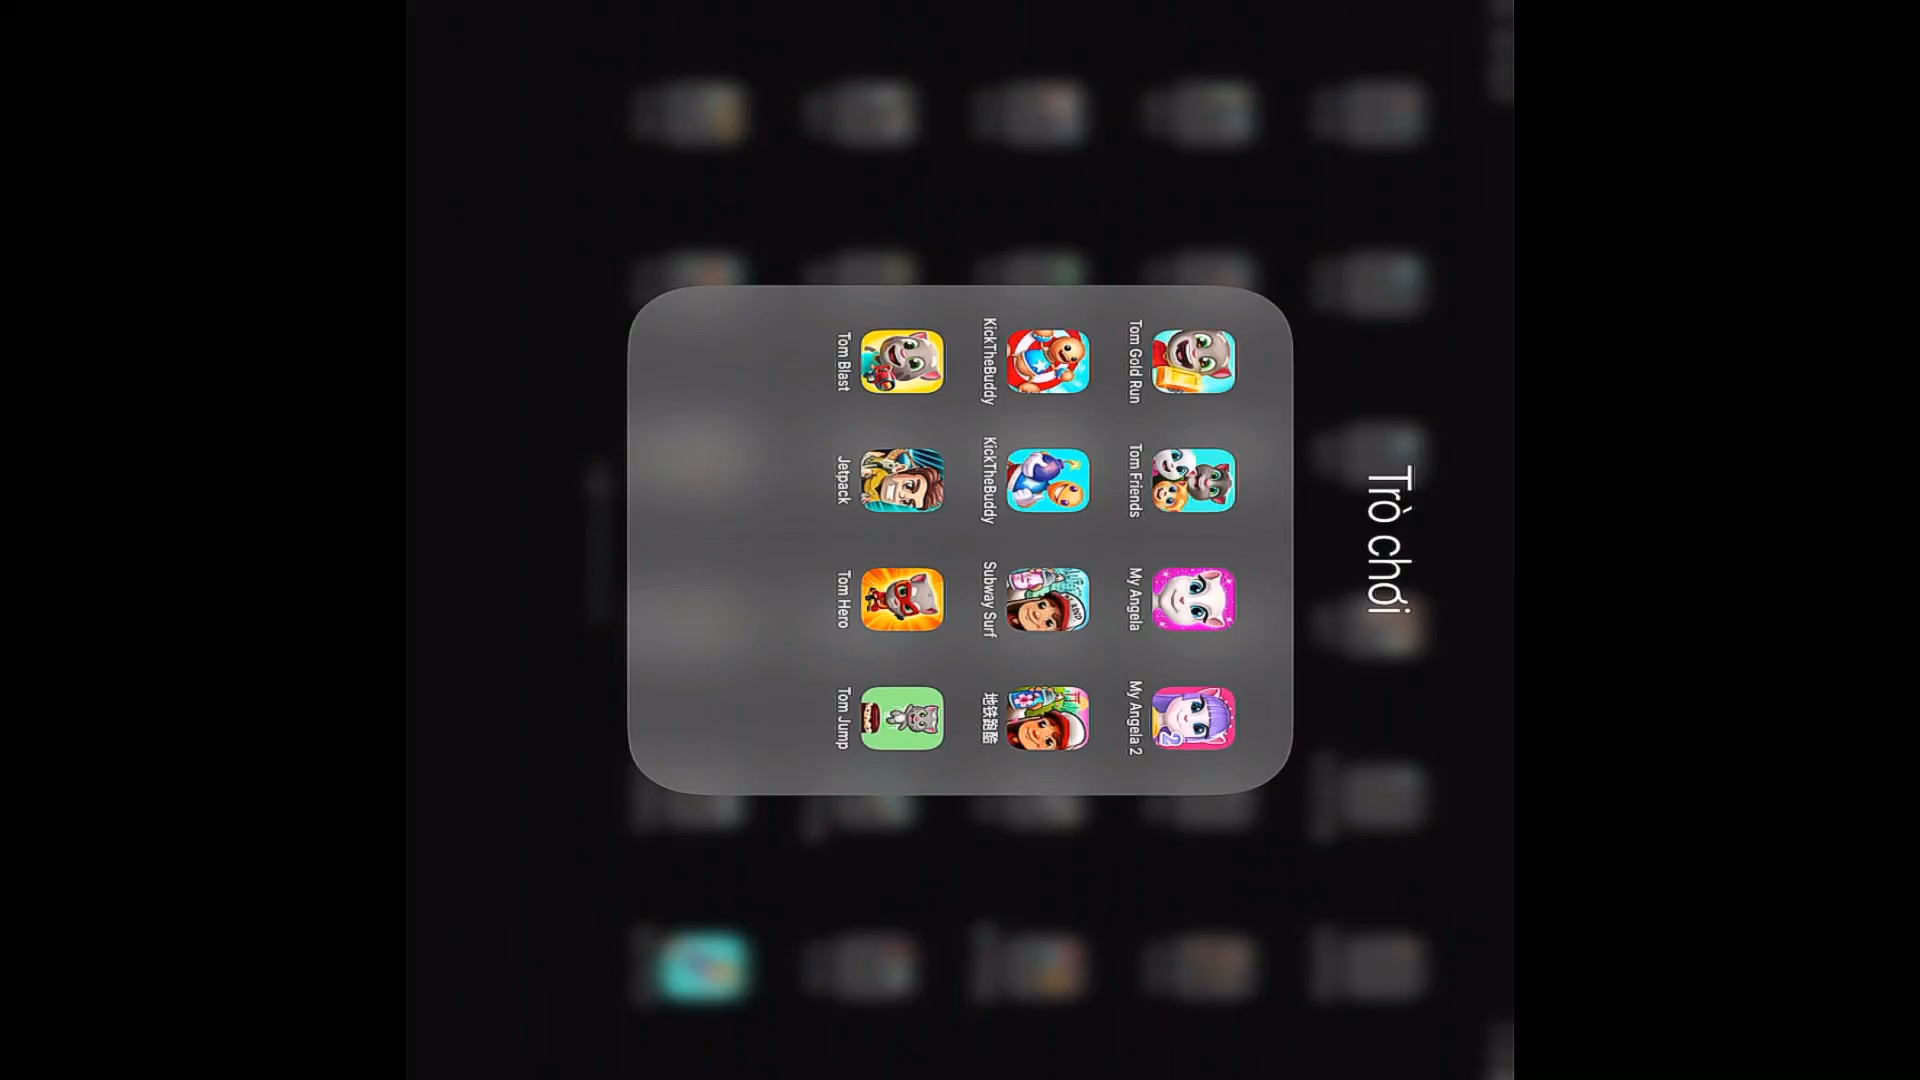 Trò chơi
Tom Gold Run
Tom Friends
My Angela
My Angela 2
KickTheBuddy
KickTheBuddy
Subway Surf
地铁跑酷
Tom Blast
Jetpack
Tom Hero
Tom Jump